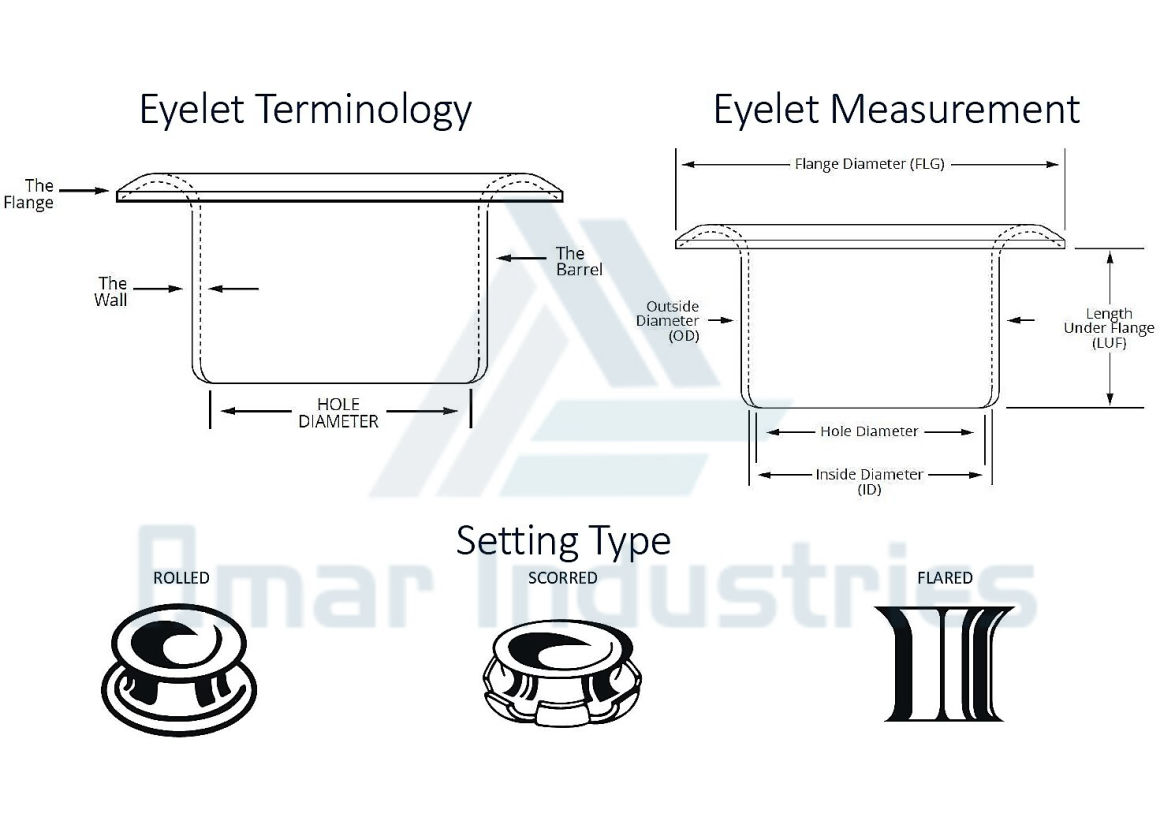 Eyelet Terminology
The
Flange
The
Wall
The
Barrel
HOLE
DIAMETER
Eyelet Measurement
Flange Diameter (FLG)
Outside
Diameter
(OD)
Length
Under Flange
(LUF)
Hole Diameter
Inside Diameter
(ID)
Setting Type
ROLLED
SCORRED
FLARED
Amar Industries